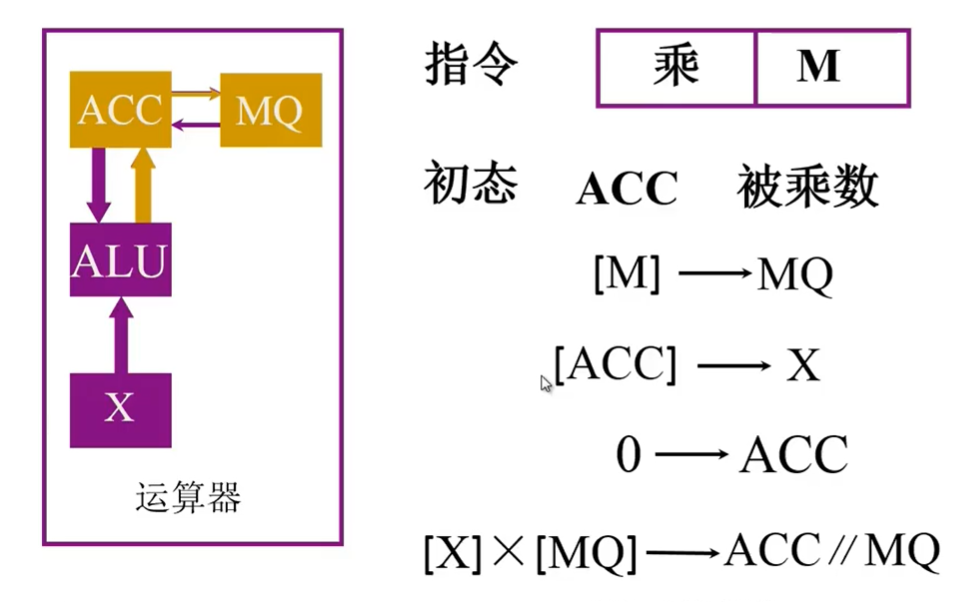 ACC MQ
ALU
X
运算器
指令 乘 M
初态 ACC 被乘数
[M] → MQ
[ACC] → X
0 → ACC
[X]×[MQ] → ACC//MQ